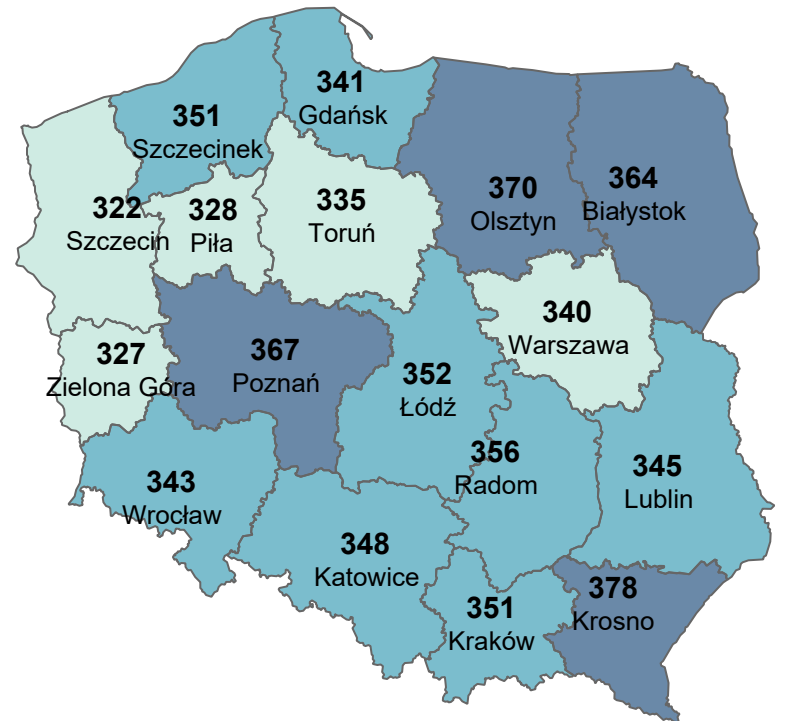 341
Gdańsk
351
Szczecinek
364
Białystok
370
Olsztyn
335
Toruń
322
Szczecin
328
Piła
340
Warszawa
327
Zielona Góra
367
Poznań
352
Łódź
356
Radom
345
Lublin
343
Wrocław
348
Katowice
378
Krosno
351
Kraków